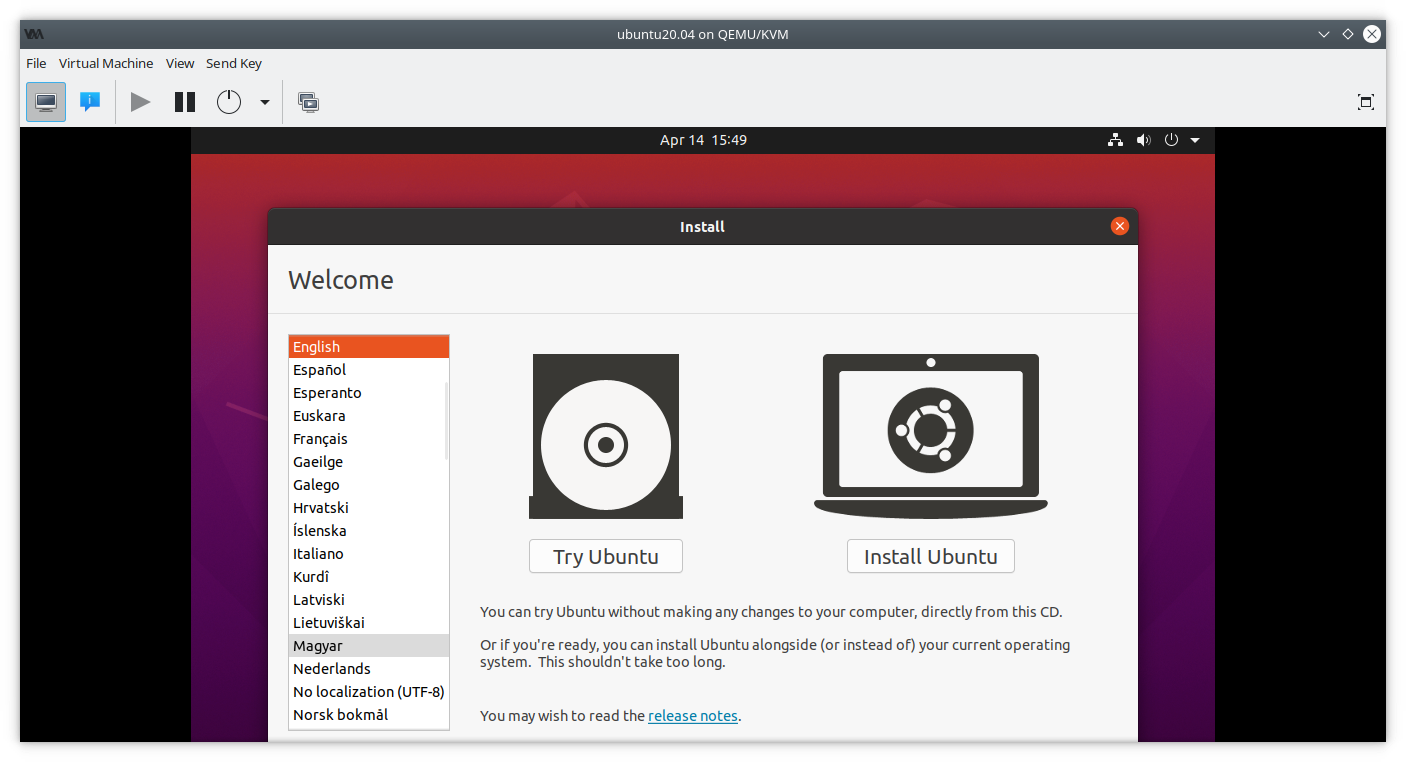 ubuntu20.04 on QEMU/KVM
File Virtual Machine View Send Key
Apr 14 15:49
Install
Welcome
English
Español
Esperanto
Euskara
Français
Gaeilge
Galego
Hrvatski
Íslenska
Italiano
Kurdî
Latviski
Lietuviškai
Magyar
Nederlands
No localization (UTF-8)
Norsk bokmål
Try Ubuntu
Install Ubuntu
You can try Ubuntu without making any changes to your computer, directly from this CD.
Or if you're ready, you can install Ubuntu alongside (or instead of) your current operating
system. This shouldn't take too long.
You may wish to read the release notes.